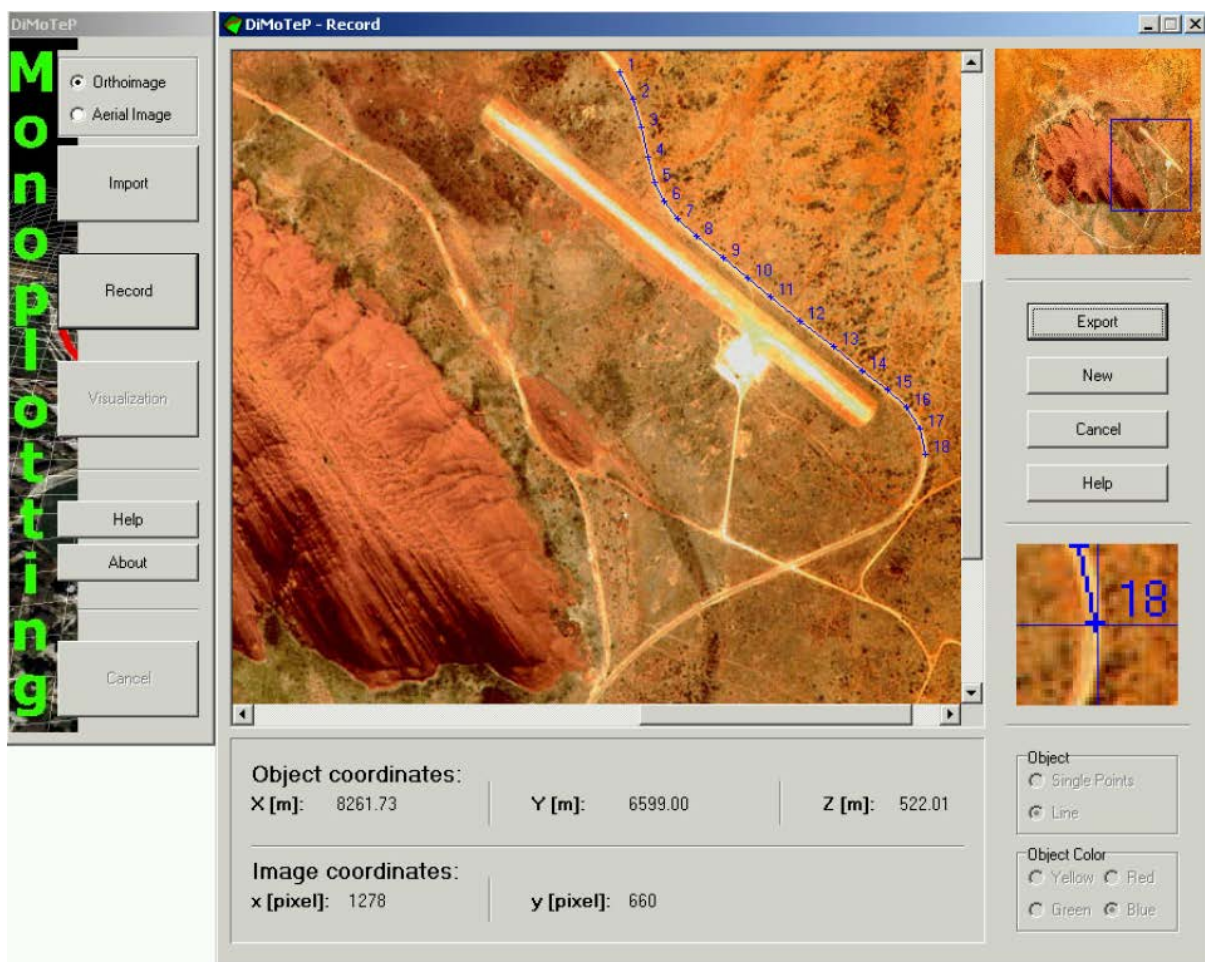 DiMoTeP
Monoplotting
Orthoimage
Aerial Image
Import
Record
Visualization
Help
About
Cancel
DiMoTeP - Record
1
2
3
4
5
6
7
8
9
10
11
12
13
14
15
16
17
18
Export
New
Cancel
Help
18
Object coordinates:
X [m]: 8261.73 Y [m]: 6599.00 Z [m]: 522.01
Image coordinates:
x [pixel]: 1278 y [pixel]: 660
Object
Single Points
Line
Object Color
Yellow Red
Green Blue